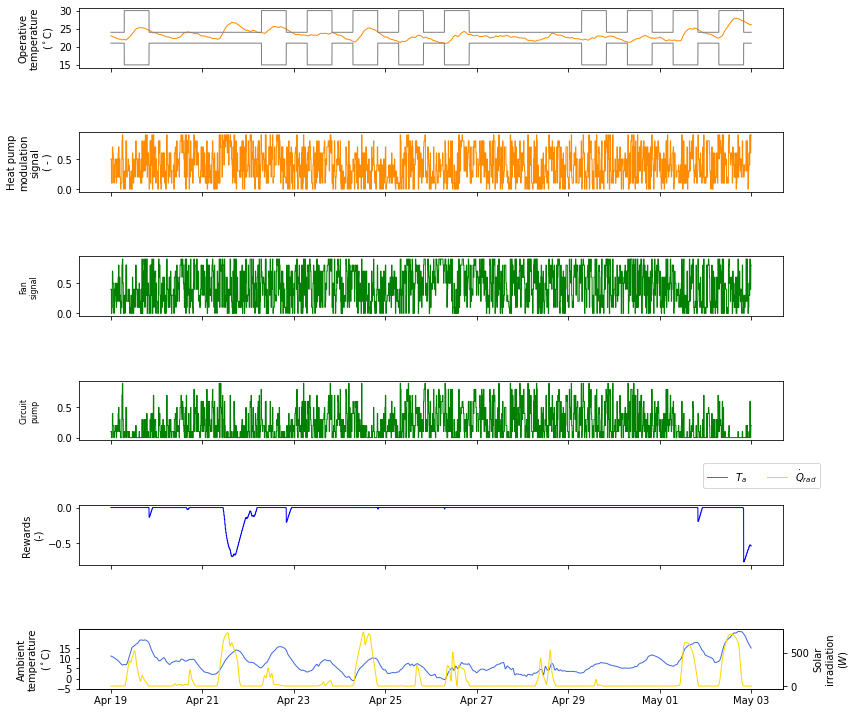 Operative
temperature
(°C)
30
25
20
15
Heat pump
modulation
signal
( - )
0.5
0.0
Fan
signal
0.5
0.0
Circuit
pump
0.5
0.0
T_a
Q̇_rad
Rewards
(-)
0.0
−0.5
Ambient
temperature
(°C)
15
10
5
0
−5
500
0
Solar
irradiation
(W)
Apr 19 Apr 21 Apr 23 Apr 25 Apr 27 Apr 29 May 01 May 03